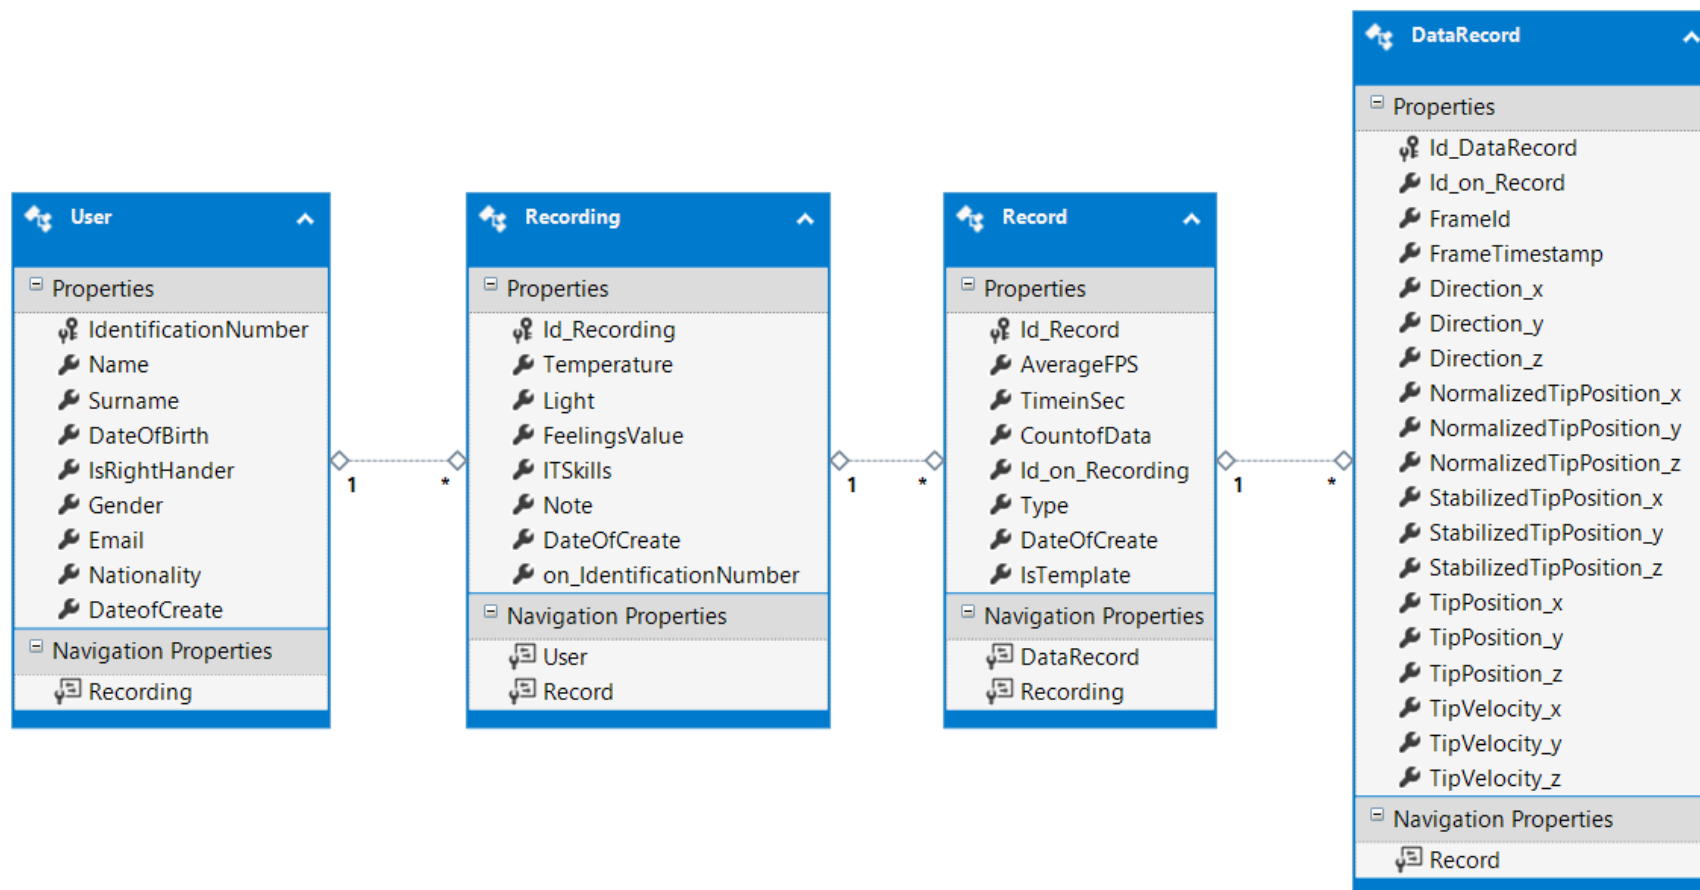 User
Properties
IdentificationNumber
Name
Surname
DateOfBirth
IsRightHander
Gender
Email
Nationality
DateofCreate
Navigation Properties
Recording
1
*
Recording
Properties
Id_Recording
Temperature
Light
FeelingsValue
ITSkills
Note
DateOfCreate
on_IdentificationNumber
Navigation Properties
User
Record
1
*
Record
Properties
Id_Record
AverageFPS
TimeinSec
CountofData
Id_on_Recording
Type
DateOfCreate
IsTemplate
Navigation Properties
DataRecord
Recording
1
*
DataRecord
Properties
Id_DataRecord
Id_on_Record
FrameId
FrameTimestamp
Direction_x
Direction_y
Direction_z
NormalizedTipPosition_x
NormalizedTipPosition_y
NormalizedTipPosition_z
StabilizedTipPosition_x
StabilizedTipPosition_y
StabilizedTipPosition_z
TipPosition_x
TipPosition_y
TipPosition_z
TipVelocity_x
TipVelocity_y
TipVelocity_z
Navigation Properties
Record